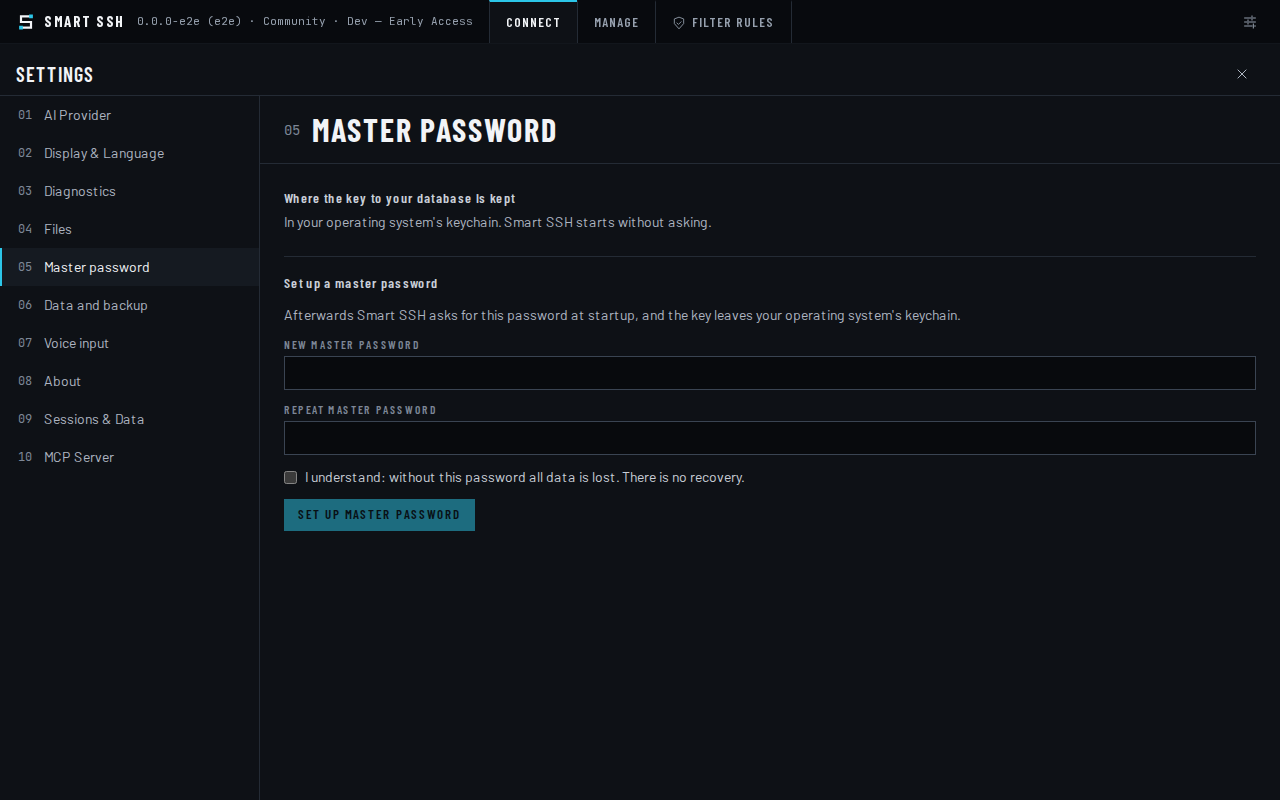 SMART SSH 0.0.0-e2e (e2e) · Community · Dev — Early Access CONNECT MANAGE FILTER RULES
SETTINGS
01 AI Provider
02 Display & Language
03 Diagnostics
04 Files
05 Master password
06 Data and backup
07 Voice input
08 About
09 Sessions & Data
10 MCP Server
05 MASTER PASSWORD
Where the key to your database is kept
In your operating system's keychain. Smart SSH starts without asking.
Set up a master password
Afterwards Smart SSH asks for this password at startup, and the key leaves your operating system's keychain.
NEW MASTER PASSWORD
REPEAT MASTER PASSWORD
I understand: without this password all data is lost. There is no recovery.
SET UP MASTER PASSWORD